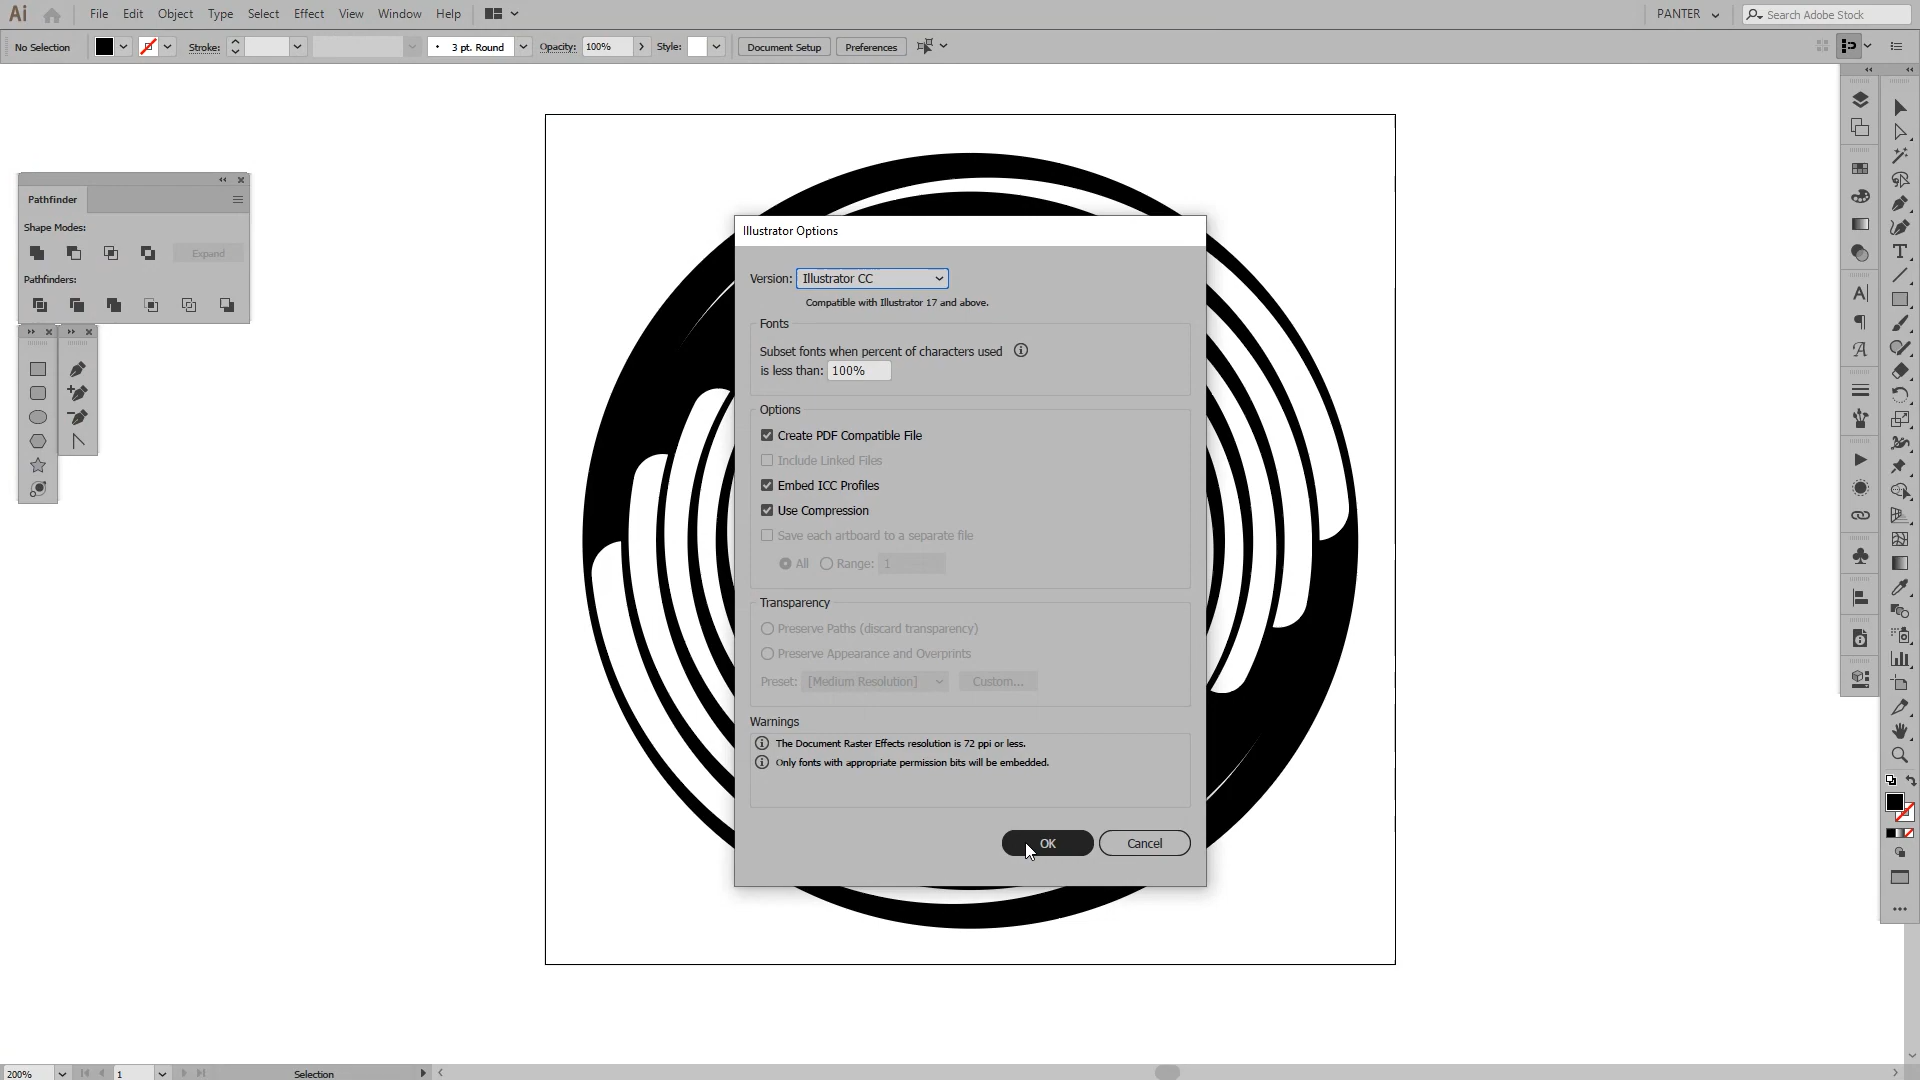 Ai File Edit Object Type Select Effect View Window Help PANTER Search Adobe Stock
No Selection Stroke: 3 pt. Round Opacity: 100% Style: Document Setup Preferences
Pathfinder
Shape Modes:
Expand
Pathfinders:
Illustrator Options
Version: Illustrator CC
Compatible with Illustrator 17 and above.
Fonts
Subset fonts when percent of characters used
is less than: 100%
Options
Create PDF Compatible File
Include Linked Files
Embed ICC Profiles
Use Compression
Save each artboard to a separate file
All Range: 1
Transparency
Preserve Paths (discard transparency)
Preserve Appearance and Overprints
Preset: [Medium Resolution] Custom...
Warnings
The Document Raster Effects resolution is 72 ppi or less.
Only fonts with appropriate permission bits will be embedded.
OK Cancel
200% 1 Selection